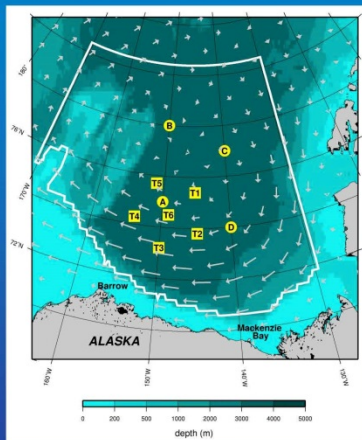 180°
76°N
170°W
72°N
B
C
T5
T1
A
T4
T6
D
T2
T3
Barrow
Mackenzie
Bay
ALASKA
160°W
150°W
140°W
130°W
0 200 500 1000 2000 3000 4000 5000
depth (m)